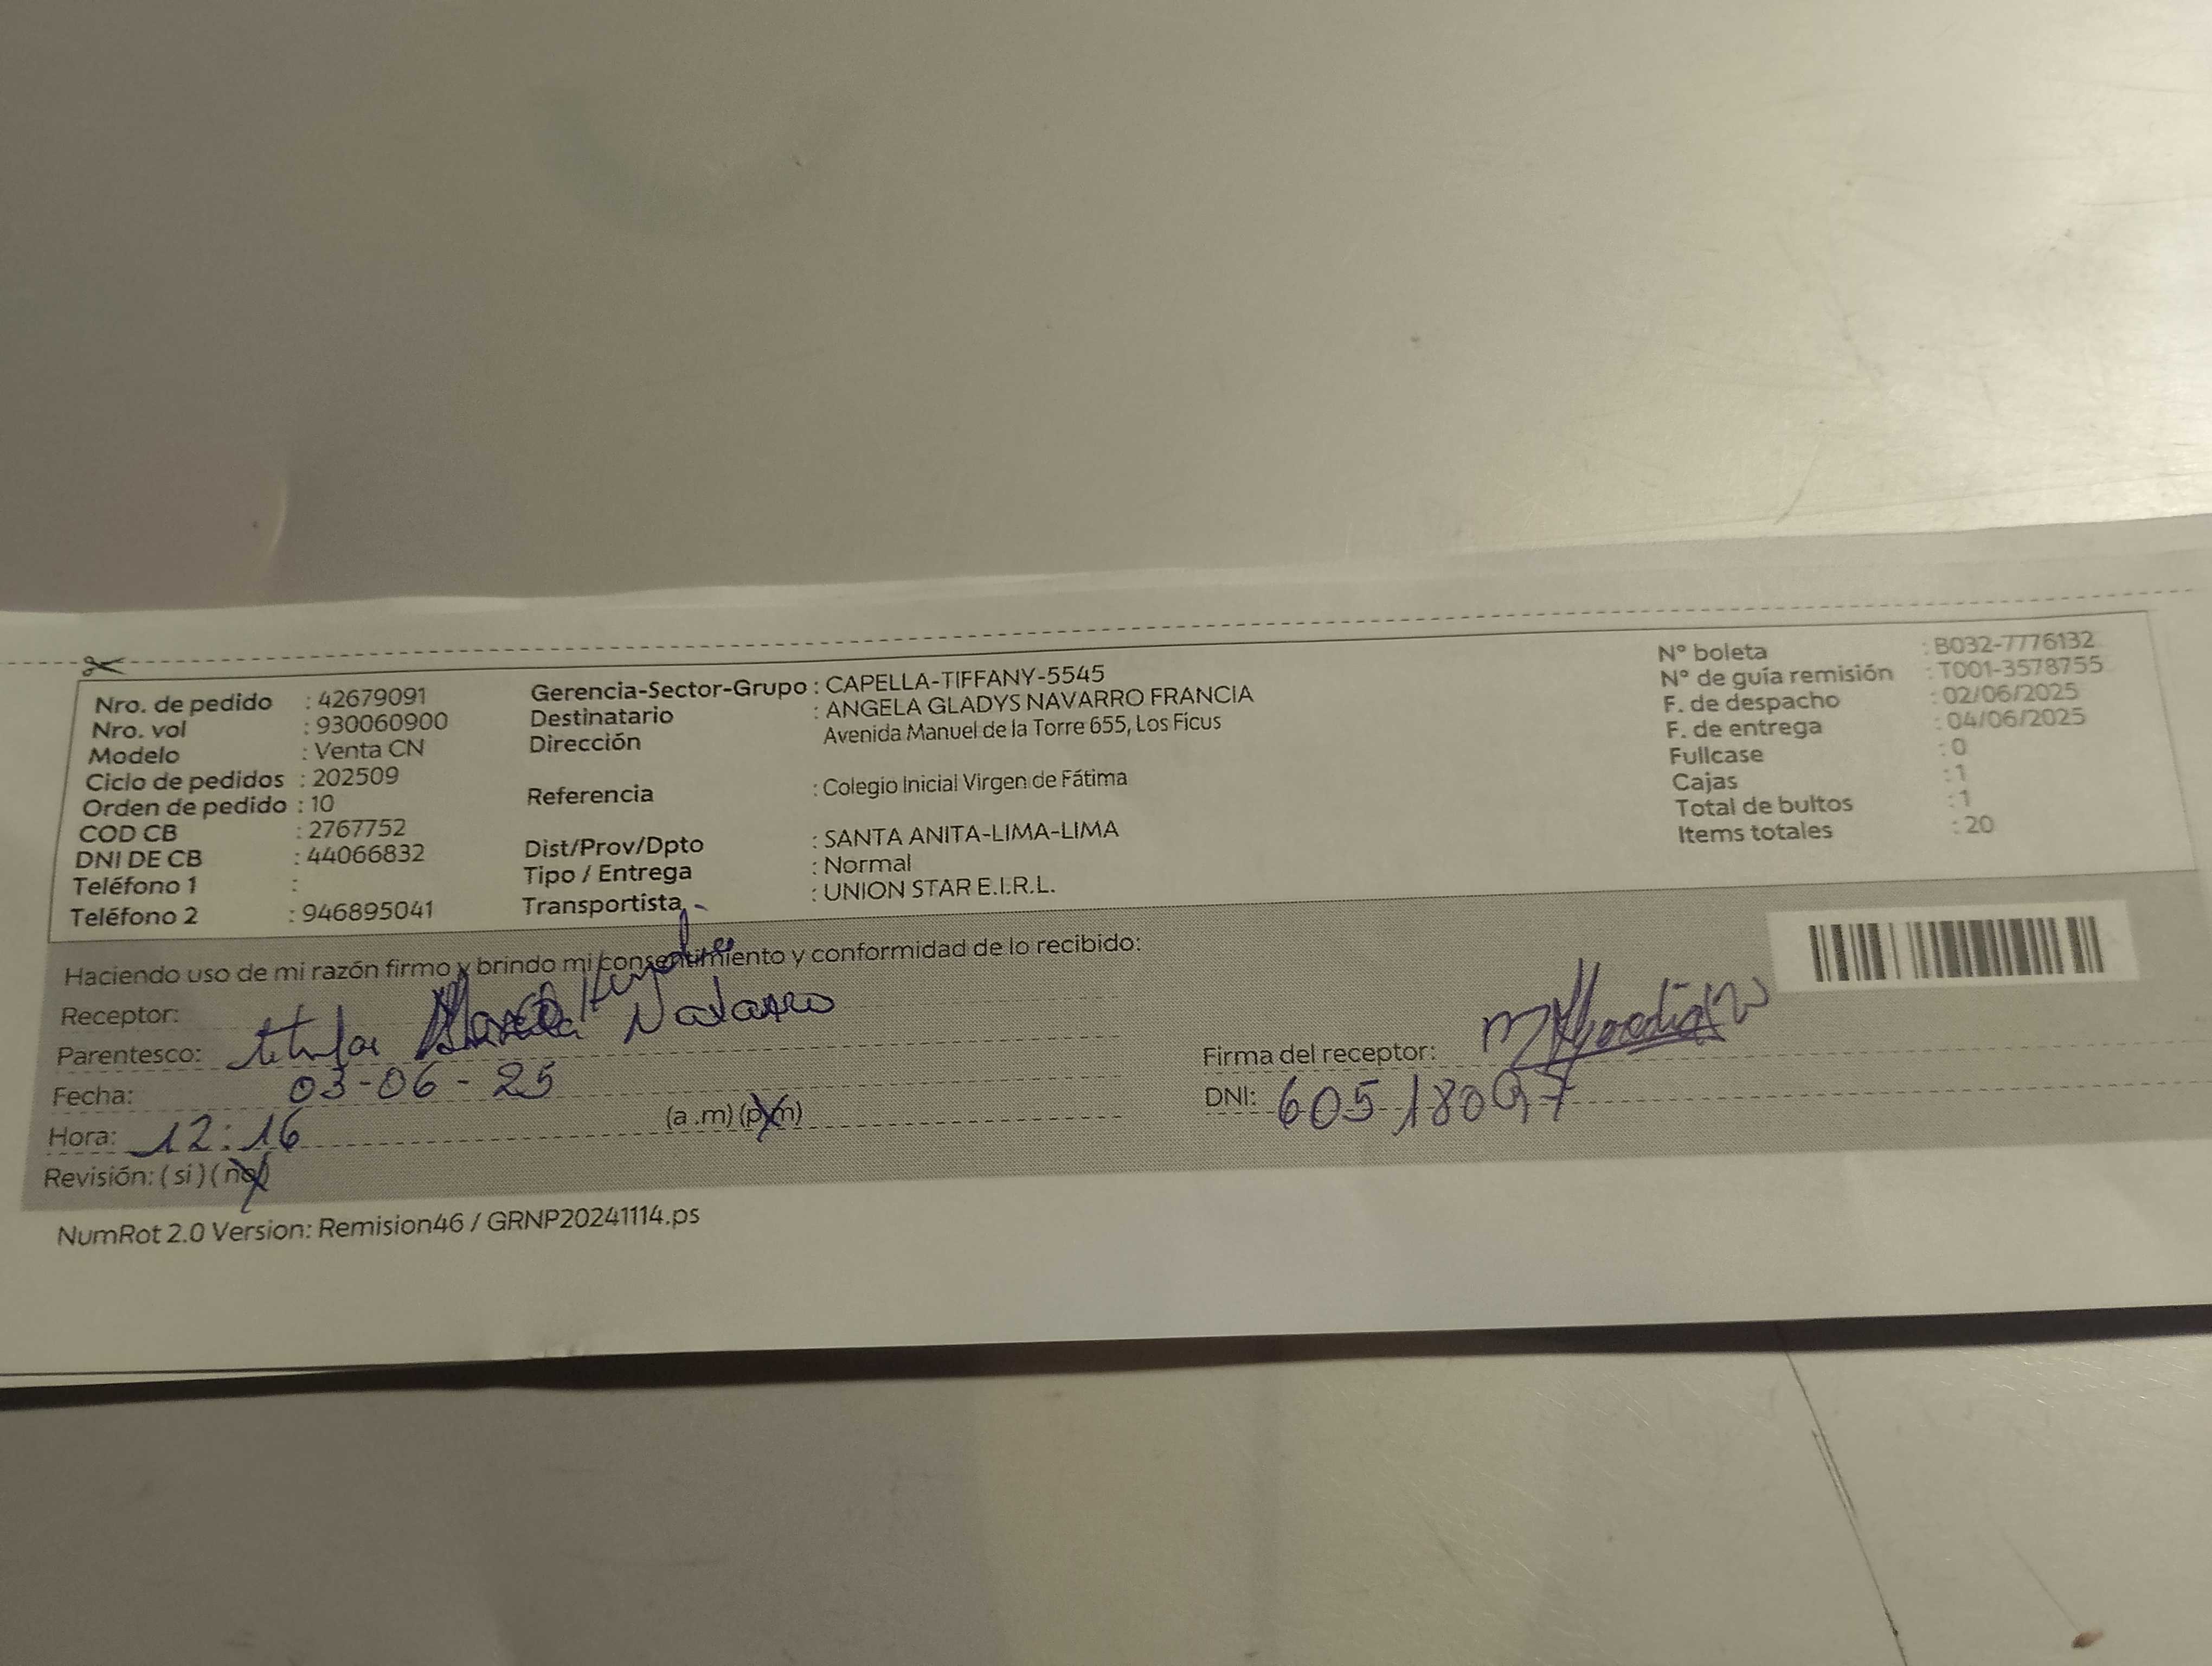 Nro. de pedido : 42679091
Nro. vol : 930060900
Modelo : Venta CN
Ciclo de pedidos : 202509
Orden de pedido : 10
COD CB : 2767752
DNI DE CB : 44066832
Teléfono 1 :
Teléfono 2 : 946895041
Gerencia-Sector-Grupo : CAPELLA-TIFFANY-5545
Destinatario : ANGELA GLADYS NAVARRO FRANCIA
Dirección Avenida Manuel de la Torre 655, Los Ficus
Referencia : Colegio Inicial Virgen de Fátima
Dist/Prov/Dpto : SANTA ANITA-LIMA-LIMA
Tipo / Entrega : Normal
Transportista : UNION STAR E.I.R.L.
N° boleta : B032-7776132
N° de guía remisión : T001-3578755
F. de despacho : 02/06/2025
F. de entrega : 04/06/2025
Fullcase : 0
Cajas : 1
Total de bultos : 1
Items totales : 20
Haciendo uso de mi razón firmo y brindo mi consentimiento y conformidad de lo recibido:
Receptor:
Parentesco: titular Navarro
Fecha: 03-06-25
Hora: 12:16 (a.m) (p.m)
Revisión: ( si ) ( no )
Firma del receptor:
DNI: 60518097
NumRot 2.0 Version: Remision46 / GRNP20241114.ps